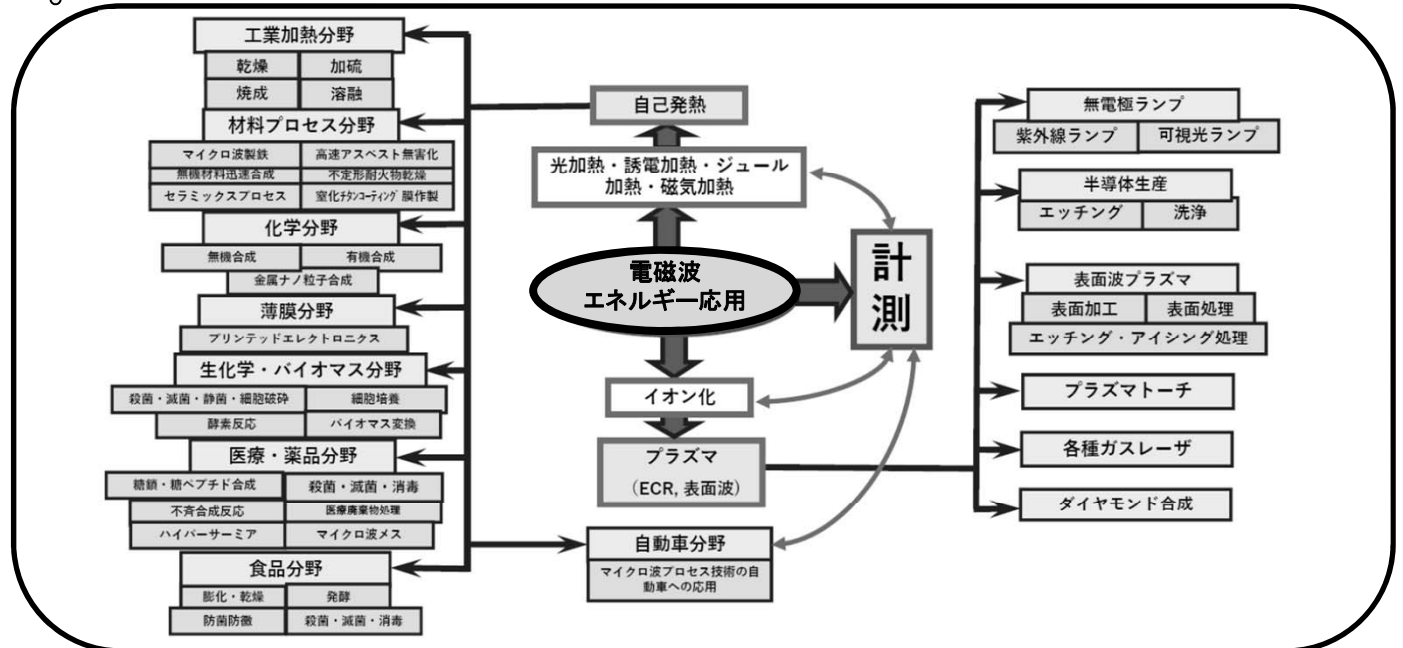 工業加熱分野
乾燥
加硫
焼成
溶融
材料プロセス分野
マイクロ波製鉄
高速アスベスト無害化
無機材料迅速合成
不定形耐火物乾燥
セラミックスプロセス
窒化チタンコーティング膜作製
化学分野
無機合成
有機合成
金属ナノ粒子合成
薄膜分野
プリンテッドエレクトロニクス
生化学・バイオマス分野
殺菌・滅菌・静菌・細胞破砕
細胞培養
酵素反応
バイオマス変換
医療・薬品分野
糖鎖・糖ペプチド合成
殺菌・滅菌・消毒
不斉合成反応
医療廃棄物処理
ハイパーサーミア
マイクロ波メス
食品分野
膨化・乾燥
発酵
防菌防黴
殺菌・滅菌・消毒
自己発熱
光加熱・誘電加熱・ジュール
加熱・磁気加熱
電磁波
エネルギー応用
計
測
イオン化
プラズマ
（ECR, 表面波）
自動車分野
マイクロ波プロセス技術の自
動車への応用
無電極ランプ
紫外線ランプ
可視光ランプ
半導体生産
エッチング
洗浄
表面波プラズマ
表面加工
表面処理
エッチング・アイシング処理
プラズマトーチ
各種ガスレーザ
ダイヤモンド合成